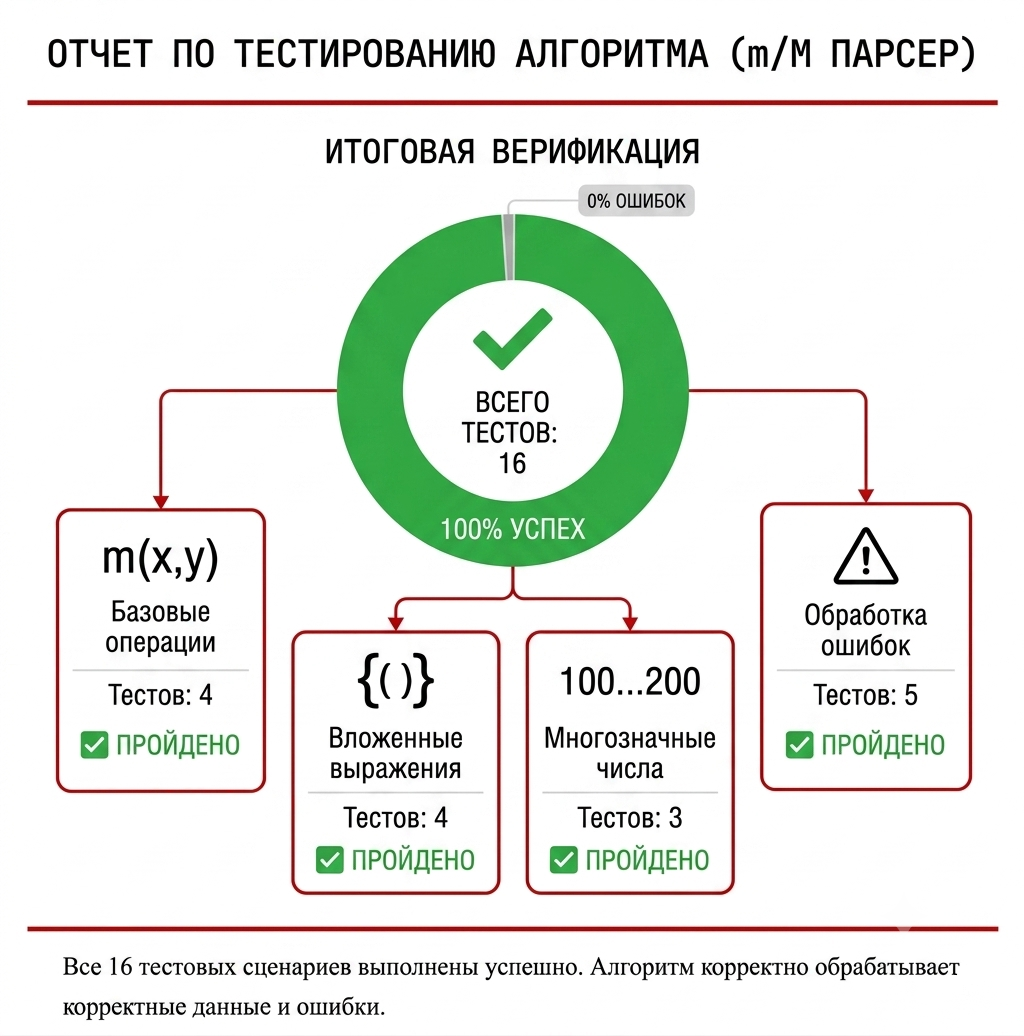 ОТЧЕТ ПО ТЕСТИРОВАНИЮ АЛГОРИТМА (m/M ПАРСЕР)
ИТОГОВАЯ ВЕРИФИКАЦИЯ
0% ОШИБОК
ВСЕГО
ТЕСТОВ:
16
100% УСПЕХ
m(x,y)
Базовые
операции
Тестов: 4
ПРОЙДЕНО
{()}
Вложенные
выражения
Тестов: 4
ПРОЙДЕНО
100...200
Многозначные
числа
Тестов: 3
ПРОЙДЕНО
Обработка
ошибок
Тестов: 5
ПРОЙДЕНО
Все 16 тестовых сценариев выполнены успешно. Алгоритм корректно обрабатывает
корректные данные и ошибки.